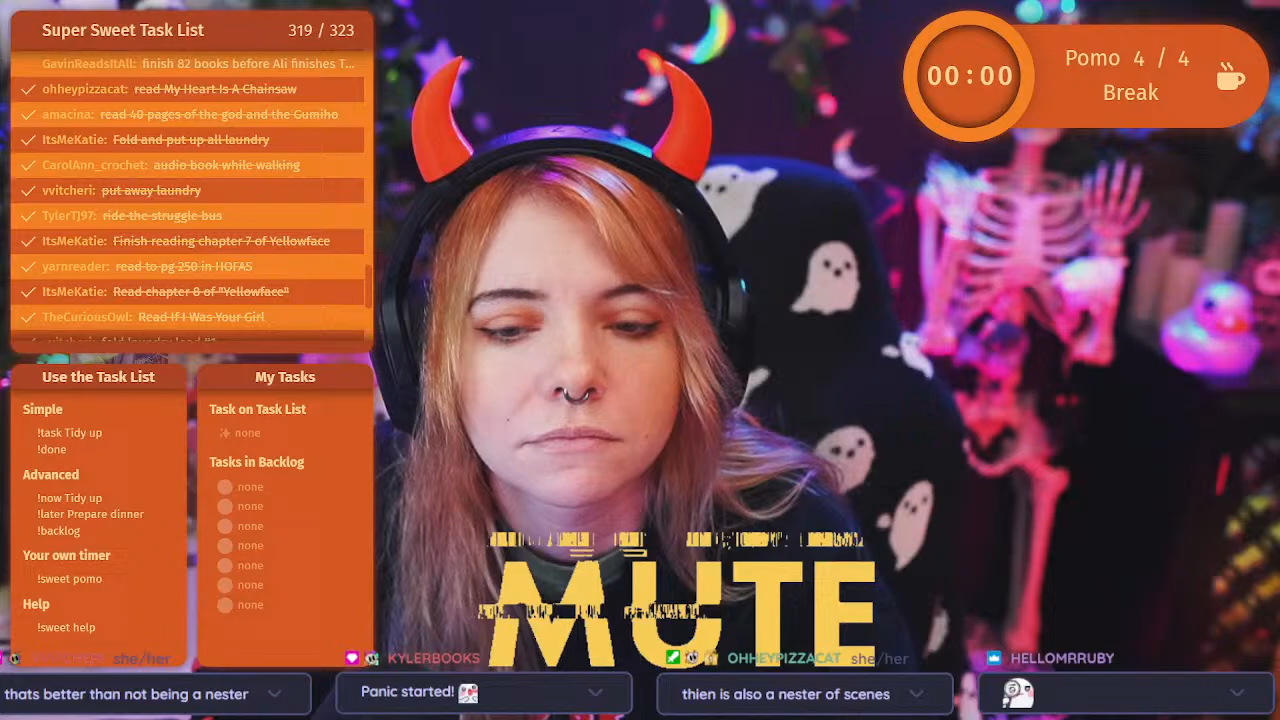 Super Sweet Task List 319 / 323
GavinReadsItAll: finish 82 books before Ali finishes T...
ohheypizzacat: read My Heart Is A Chainsaw
amacina: read 40 pages of the god and the Gumiho
ItsMeKatie: Fold and put up all laundry
CarolAnn_crochet: audio book while walking
vvitcheri: put away laundry
TylerTJ97: ride the struggle bus
ItsMeKatie: Finish reading chapter 7 of Yellowface
yarnreader: read to pg 250 in HOFAS
ItsMeKatie: Read chapter 8 of "Yellowface"
TheCuriousOwl: Read If I Was Your Girl
00:00
Pomo 4 / 4
Break
Use the Task List
Simple
!task Tidy up
!done
Advanced
!now Tidy up
!later Prepare dinner
!backlog
Your own timer
!sweet pomo
Help
!sweet help
My Tasks
Task on Task List
none
Tasks in Backlog
none
none
none
none
none
none
none
MUTE
she/her
thats better than not being a nester
KYLERBOOKS
Panic started!
OHHEYPIZZACAT she/her
thien is also a nester of scenes
HELLOMRRUBY